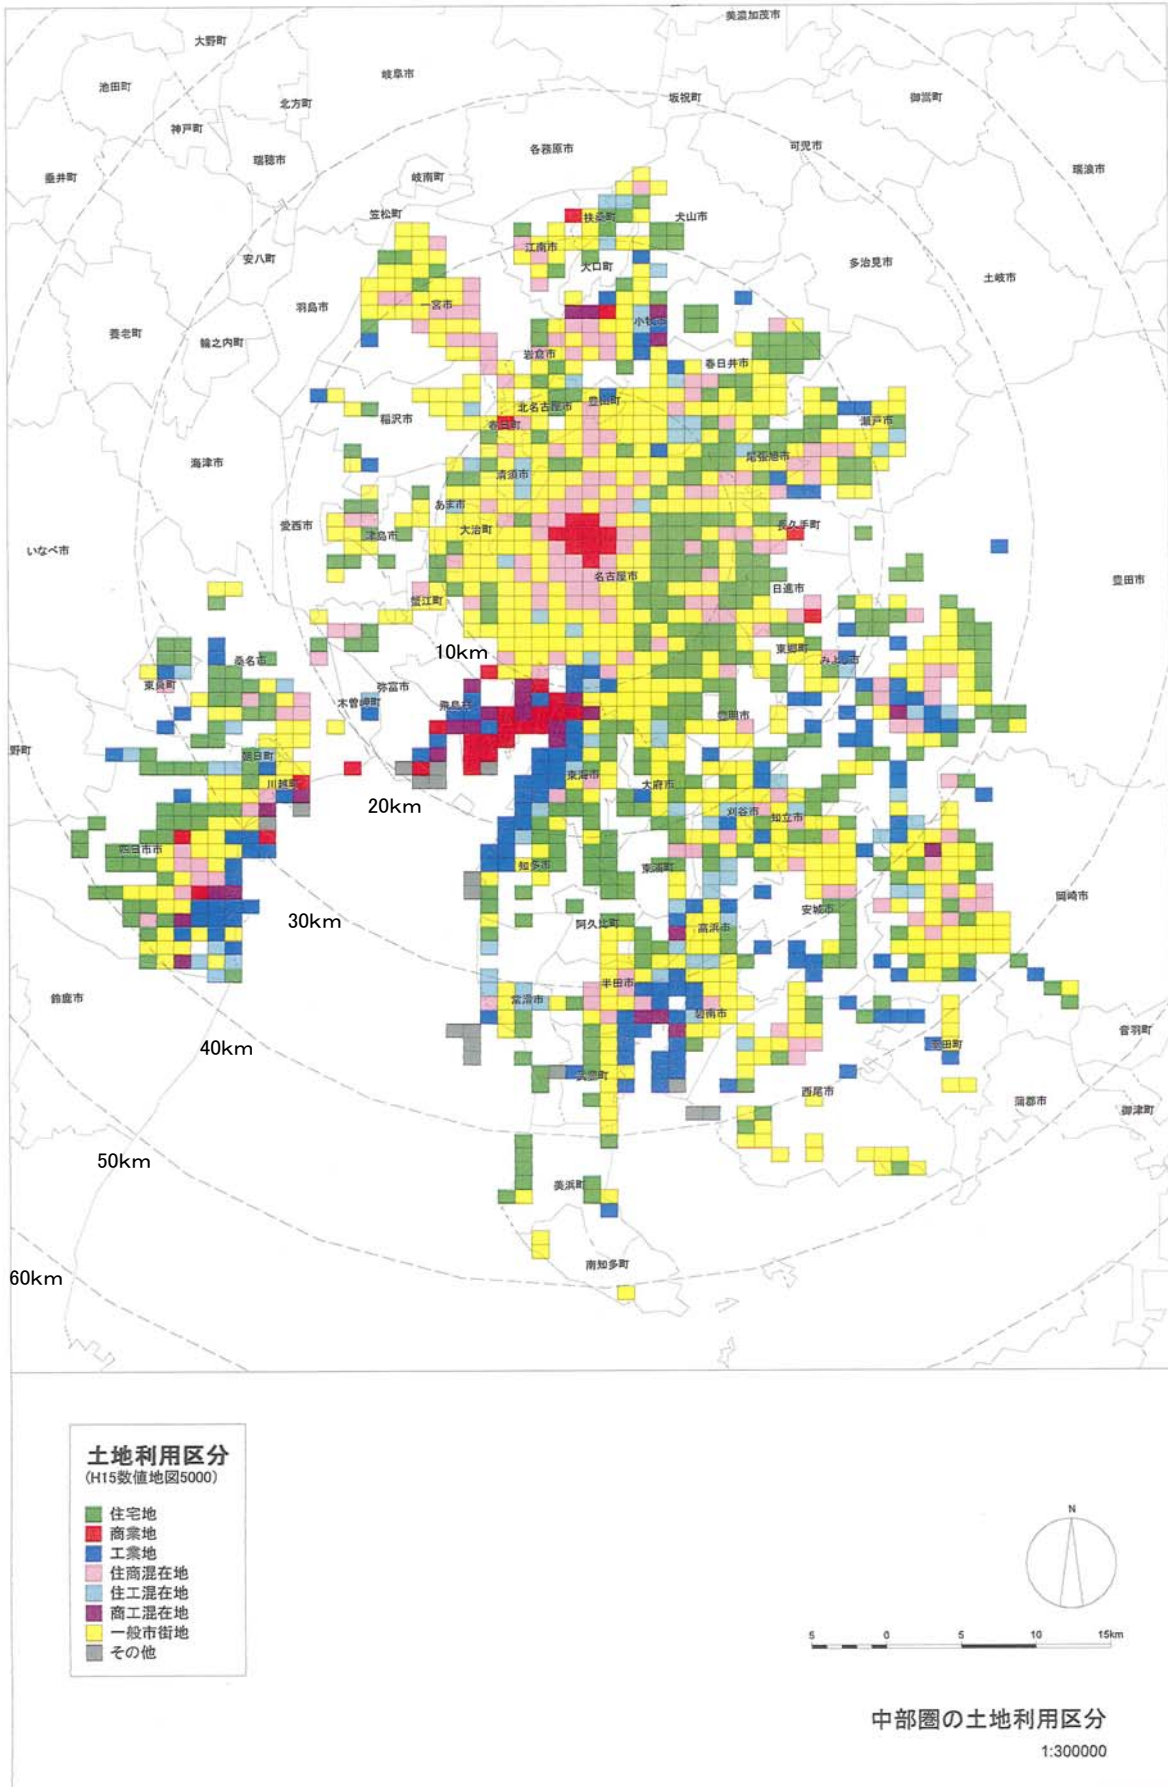 美濃加茂市
大野町
岐阜市
池田町
坂祝町
御嵩町
北方町
神戸町
各務原市
可児市
瑞穂市
瑞浪市
垂井町
岐南町
笠松町
扶桑町
犬山市
江南市
安八町
大口町
多治見市
土岐市
羽島市
一宮市
小牧市
養老町
輪之内町
岩倉市
春日井市
豊山町
北名古屋市
稲沢市
春日町
瀬戸市
海津市
尾張旭市
清須市
あま市
愛西市
大治町
長久手町
津島市
いなべ市
名古屋市
豊田市
日進市
蟹江町
10km
東郷町
みよし市
桑名市
東員町
弥富市
木曽岬町
飛島村
豊明市
野町
朝日町
東海市
川越町
大府市
20km
刈谷市
知立市
四日市市
知多市
東浦町
岡崎市
安城市
30km
阿久比町
高浜市
半田市
鈴鹿市
常滑市
碧南市
音羽町
幸田町
40km
武豊町
西尾市
蒲郡市
御津町
50km
美浜町
南知多町
60km
土地利用区分
(H15数値地図5000)
住宅地
商業地
工業地
住商混在地
住工混在地
商工混在地
一般市街地
その他
N
5 0 5 10 15km
中部圏の土地利用区分
1:300000